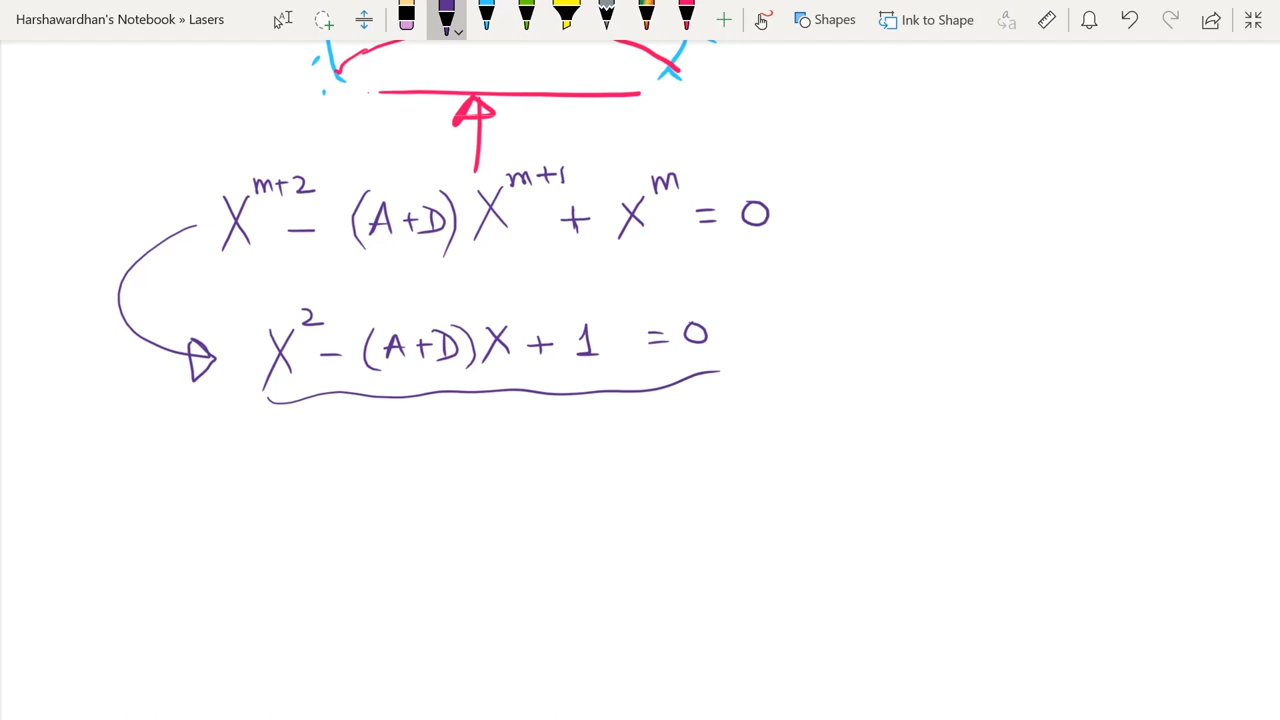 Harshawardhan's Notebook » Lasers
Shapes
Ink to Shape
X^{m+2} - (A+D) X^{m+1} + X^{m} = 0
X^{2} - (A+D) X + 1 = 0